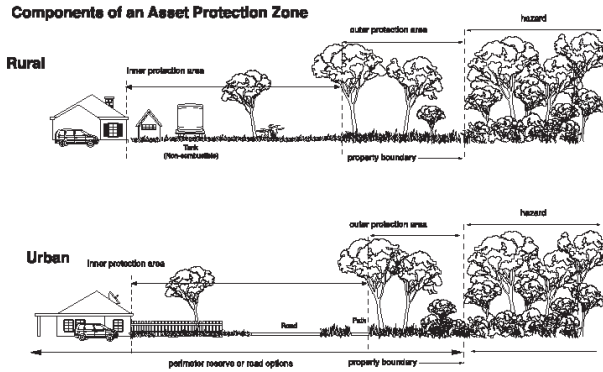 Components of an Asset Protection Zone
Rural
hazard
outer protection area
inner protection area
Tank
(Non-combustible)
property boundary
hazard
outer protection area
Urban
inner protection area
Road
Path
perimeter reserve or road options
property boundary